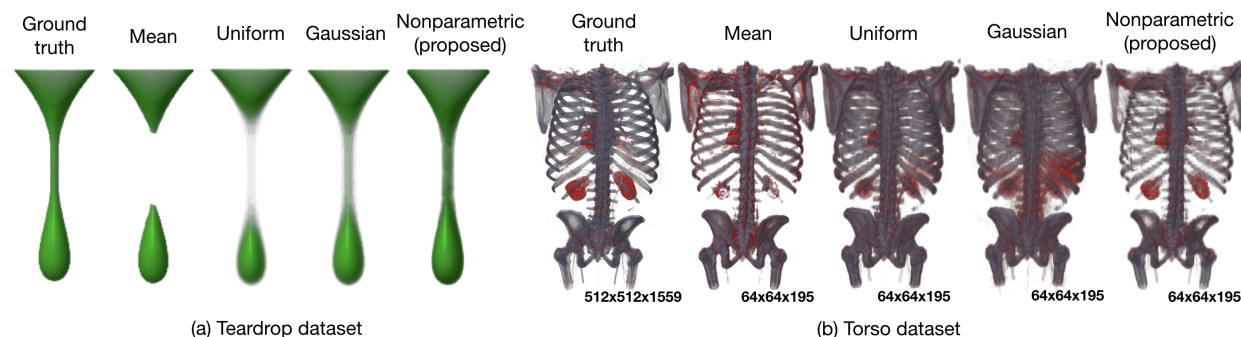 Ground
truth
Mean
Uniform
Gaussian
Nonparametric
(proposed)
(a) Teardrop dataset
Ground
truth
Mean
Uniform
Gaussian
Nonparametric
(proposed)
512x512x1559
64x64x195
64x64x195
64x64x195
64x64x195
(b) Torso dataset